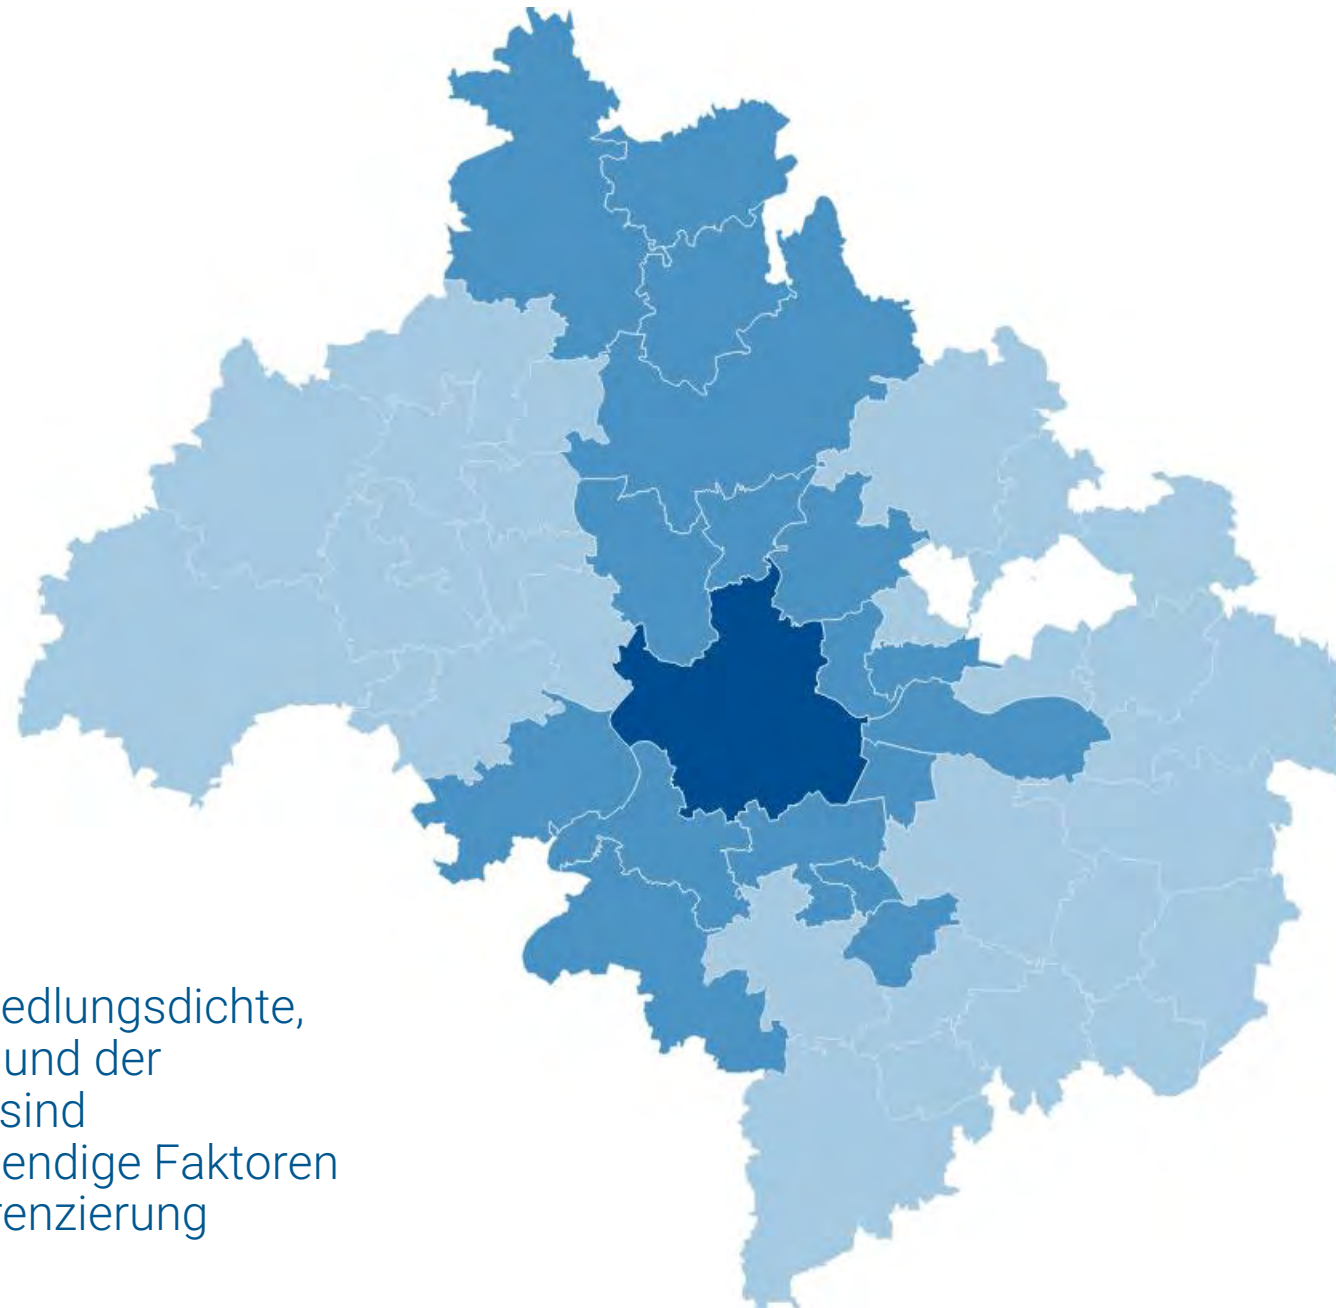 edlungsdichte,
und der
sind
endige Faktoren
renzierung